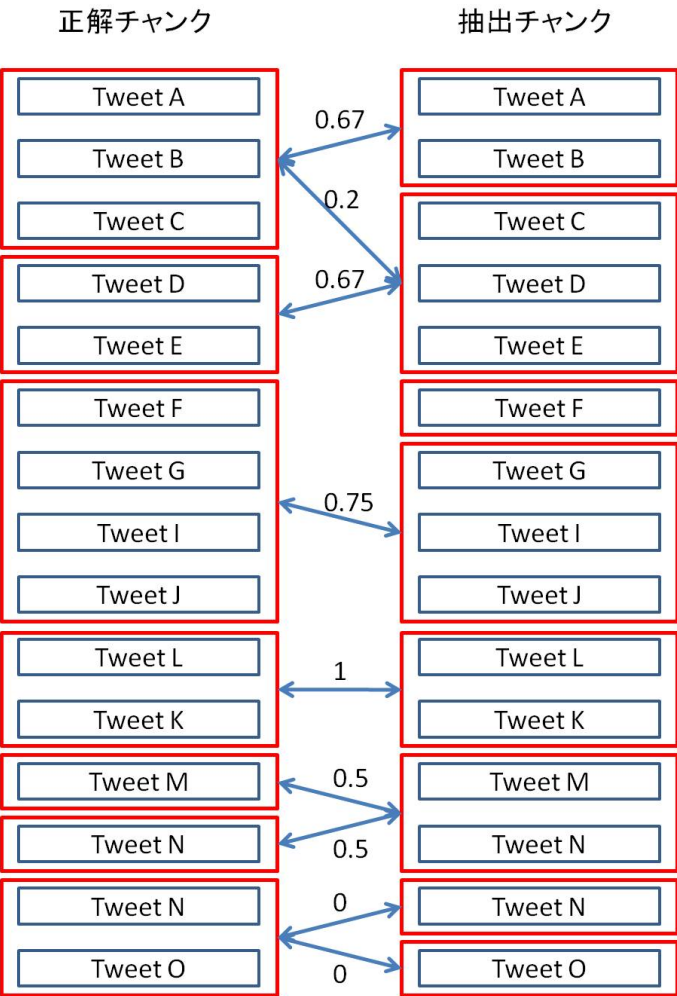 正解チャンク
抽出チャンク
Tweet A
Tweet B
Tweet C
Tweet D
Tweet E
Tweet F
Tweet G
Tweet I
Tweet J
Tweet L
Tweet K
Tweet M
Tweet N
Tweet N
Tweet O
0.67
0.2
0.67
0.75
1
0.5
0.5
0
0
Tweet A
Tweet B
Tweet C
Tweet D
Tweet E
Tweet F
Tweet G
Tweet I
Tweet J
Tweet L
Tweet K
Tweet M
Tweet N
Tweet N
Tweet O